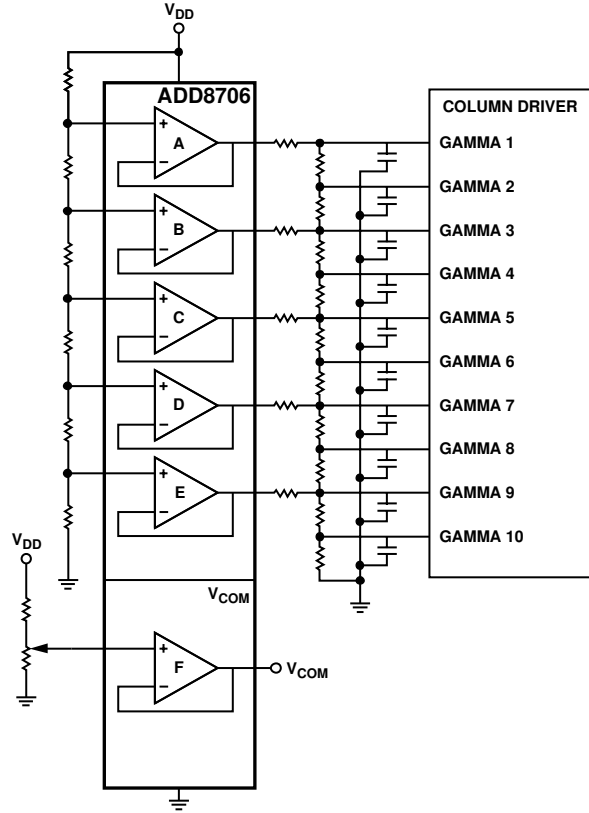 VDD
ADD8706
COLUMN DRIVER
+
A
−
GAMMA 1
GAMMA 2
+
B
−
GAMMA 3
GAMMA 4
+
C
−
GAMMA 5
GAMMA 6
+
D
−
GAMMA 7
GAMMA 8
+
E
−
GAMMA 9
GAMMA 10
VDD
VCOM
+
F
−
VCOM